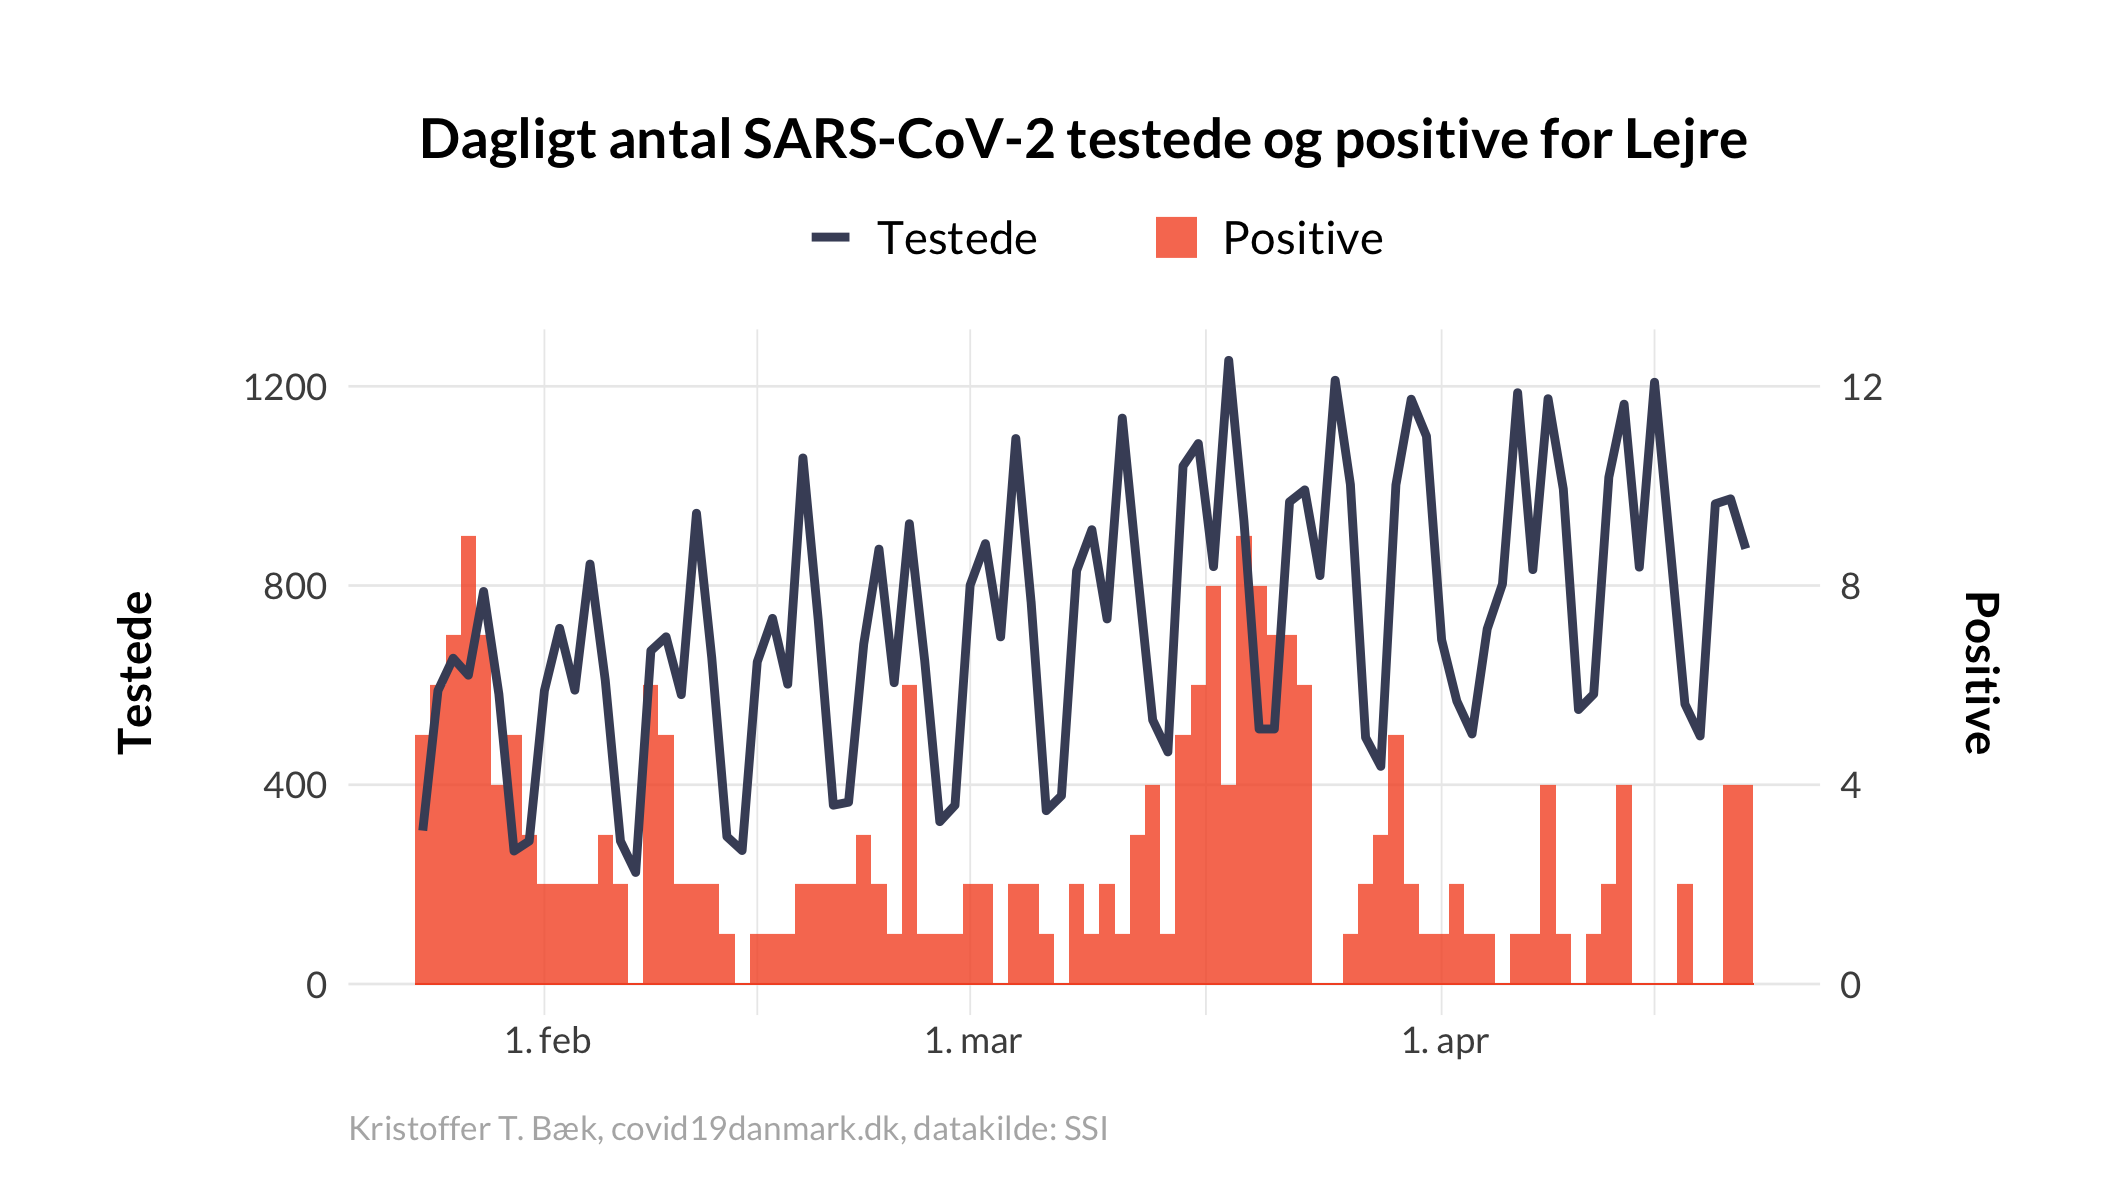 Dagligt antal SARS-CoV-2 testede og positive for Lejre
Testede Positive
1200 12
800 8
400 4
0 0
Testede
Positive
1. feb 1. mar 1. apr
Kristoffer T. Bæk, covid19danmark.dk, datakilde: SSI